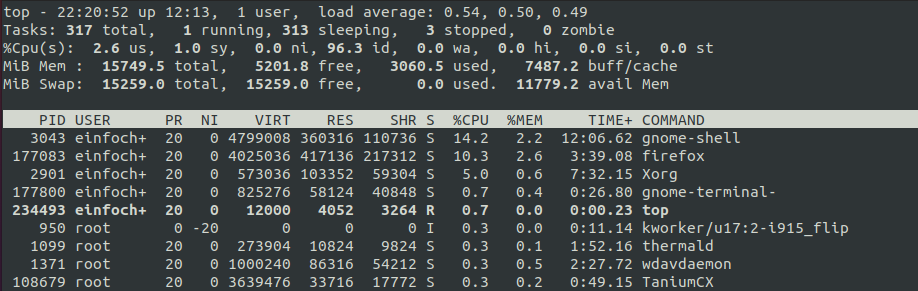 top - 22:20:52 up 12:13,  1 user,  load average: 0.54, 0.50, 0.49
Tasks: 317 total,   1 running, 313 sleeping,   3 stopped,   0 zombie
%Cpu(s):  2.6 us,  1.0 sy,  0.0 ni, 96.3 id,  0.0 wa,  0.0 hi,  0.0 si,  0.0 st
MiB Mem :  15749.5 total,   5201.8 free,   3060.5 used,   7487.2 buff/cache
MiB Swap:  15259.0 total,  15259.0 free,      0.0 used.  11779.2 avail Mem
PID USER      PR  NI    VIRT    RES    SHR S  %CPU  %MEM     TIME+ COMMAND
3043 einfoch+  20   0 4799008 360316 110736 S  14.2   2.2  12:06.62 gnome-shell
177083 einfoch+  20   0 4025036 417136 217312 S  10.3   2.6   3:39.08 firefox
2901 einfoch+  20   0  573036 103352  59304 S   5.0   0.6   7:32.15 Xorg
177800 einfoch+  20   0  825276  58124  40848 S   0.7   0.4   0:26.80 gnome-terminal-
234493 einfoch+  20   0   12000   4052   3264 R   0.7   0.0   0:00.23 top
950 root       0 -20       0      0      0 I   0.3   0.0   0:11.14 kworker/u17:2-i915_flip
1099 root      20   0  273904  10824   9824 S   0.3   0.1   1:52.16 thermald
1371 root      20   0 1000240  86316  54212 S   0.3   0.5   2:27.72 wdavdaemon
108679 root      20   0 3639476  33716  17772 S   0.3   0.2   0:49.15 TaniumCX